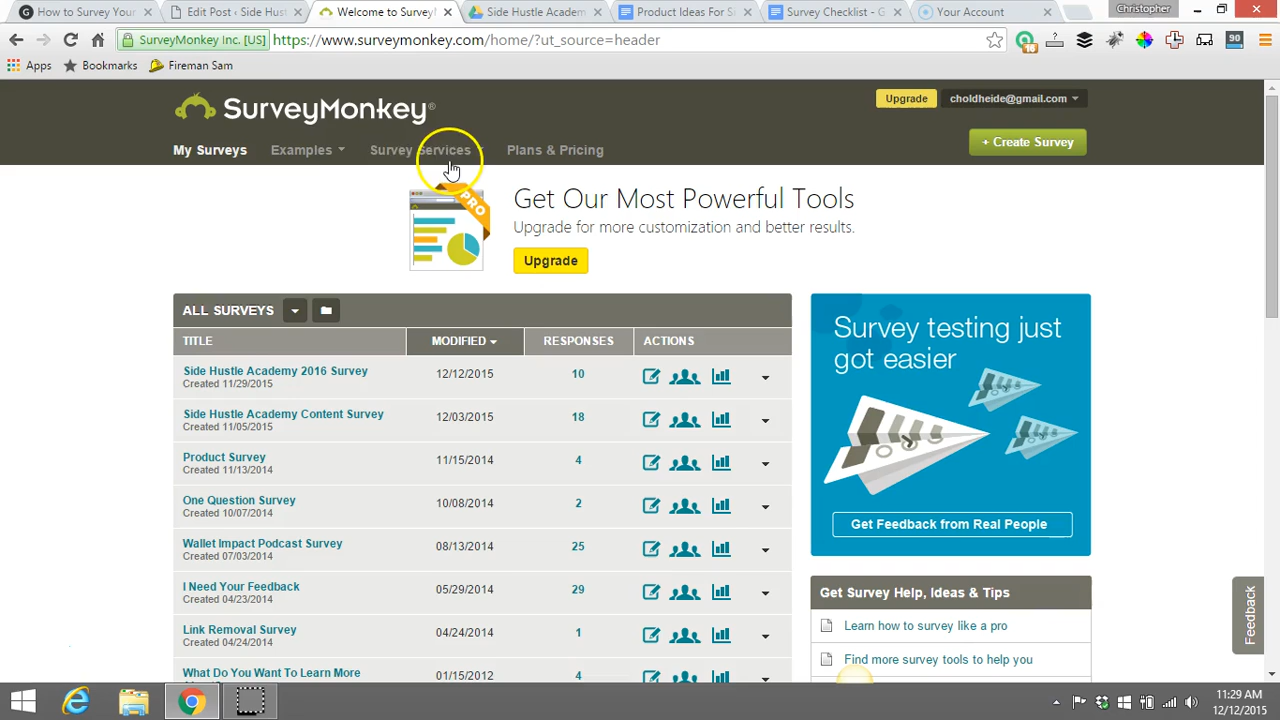 How to Survey Your
Edit Post ‹ Side Hust
Welcome to Survey
Side Hustle Academ
Product Ideas For S
Survey Checklist - G
Your Account
Christopher
SurveyMonkey Inc. [US]
https://www.surveymonkey.com/home/?ut_source=header
16
90
Apps
Bookmarks
Fireman Sam
SurveyMonkey®
Upgrade
choldheide@gmail.com
My Surveys
Examples
Survey Services
Plans & Pricing
+ Create Survey
PRO
Get Our Most Powerful Tools
Upgrade for more customization and better results.
Upgrade
ALL SURVEYS
TITLE MODIFIED RESPONSES ACTIONS
Side Hustle Academy 2016 Survey 12/12/2015 10
Created 11/29/2015
Side Hustle Academy Content Survey 12/03/2015 18
Created 11/05/2015
Product Survey 11/15/2014 4
Created 11/13/2014
One Question Survey 10/08/2014 2
Created 10/07/2014
Wallet Impact Podcast Survey 08/13/2014 25
Created 07/03/2014
I Need Your Feedback 05/29/2014 29
Created 04/23/2014
Link Removal Survey 04/24/2014 1
Created 04/24/2014
What Do You Want To Learn More 01/15/2012 4
Survey testing just
got easier
Get Feedback from Real People
Get Survey Help, Ideas & Tips
Learn how to survey like a pro
Find more survey tools to help you
Feedback
11:29 AM
12/12/2015